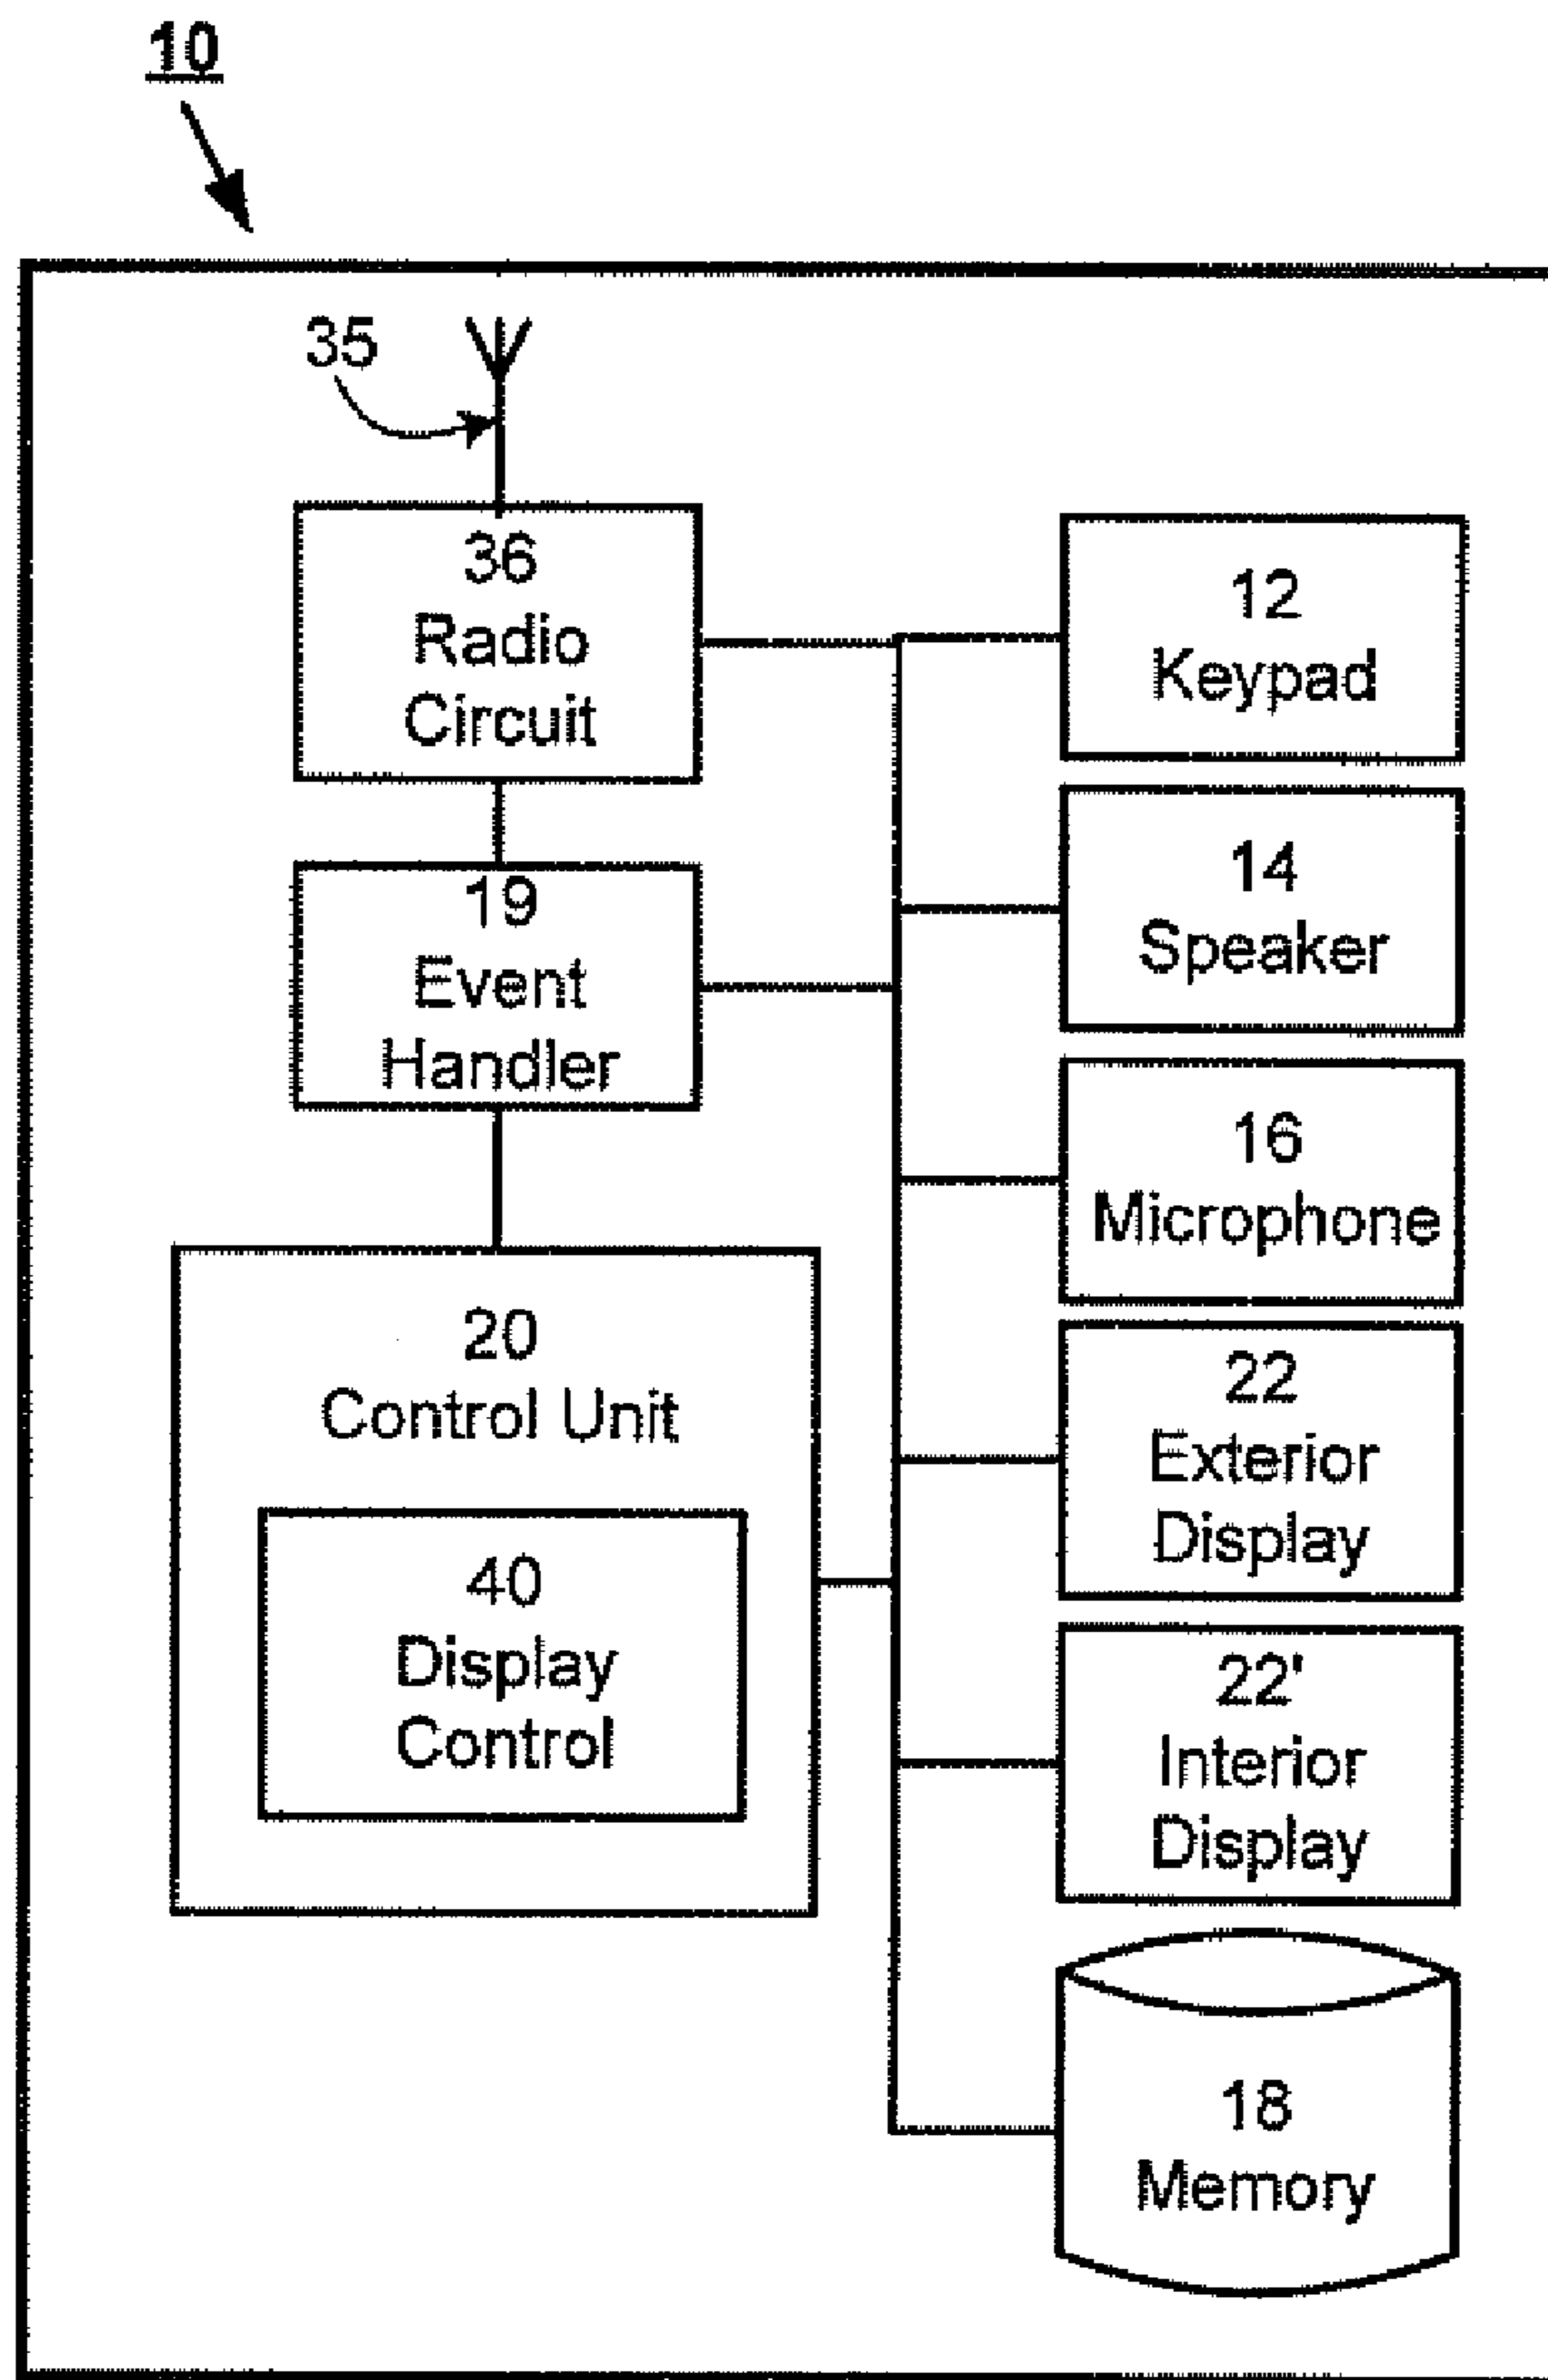 10
35
36
Radio
Circuit
19
Event
Handler
20
Control Unit
40
Display
Control
12
Keypad
14
Speaker
16
Microphone
22
Exterior
Display
22'
Interior
Display
18
Memory